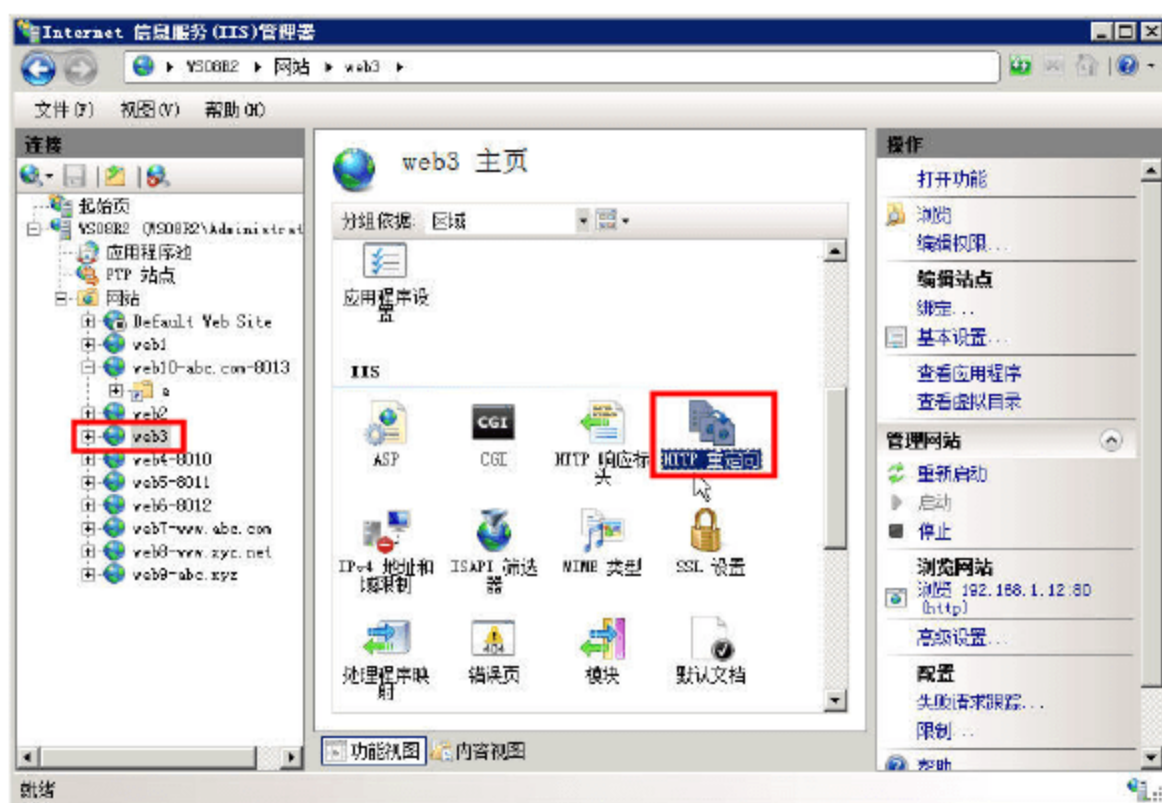 Internet 信息服务(IIS)管理器
WS08R2 网站 web3
文件(F) 视图(V) 帮助(H)
连接
起始页
WS08R2 (WS08R2\Administrat
应用程序池
FTP 站点
网站
Default Web Site
web1
web10-abc.com-8013
a
web2
web3
web4-8010
web5-8011
web6-8012
web7-www.abc.com
web8-www.xyc.net
web9-abc.xyz
web3 主页
分组依据: 区域
应用程序设
置
IIS
ASP
CGI
CGI
HTTP 响应标
头
HTTP 重定向
IPv4 地址和
域限制
ISAPI 筛选
器
MIME 类型
SSL 设置
处理程序映
射
404
错误页
模块
默认文档
功能视图
内容视图
操作
打开功能
浏览
编辑权限...
编辑站点
绑定...
基本设置...
查看应用程序
查看虚拟目录
管理网站
重新启动
启动
停止
浏览网站
浏览 192.168.1.12:80
(http)
高级设置...
配置
失败请求跟踪...
限制...
帮助
就绪